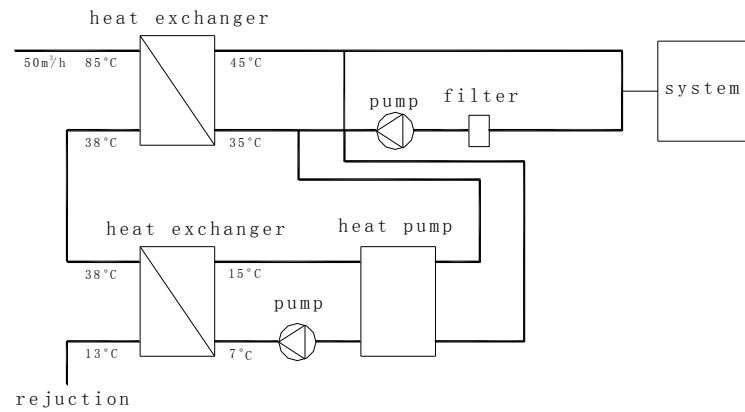 heat exchanger
50m³/h 85°C 45°C
pump filter system
38°C 35°C
heat exchanger heat pump
38°C 15°C
pump
13°C 7°C
rejuction